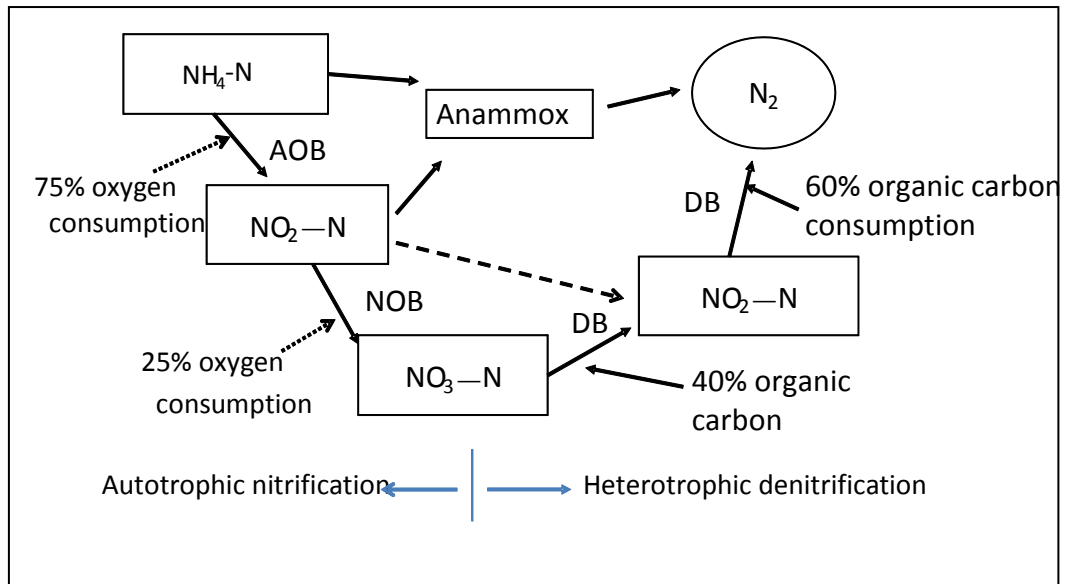 NH₄-N
Anammox
N₂
AOB
75% oxygen
consumption
NO₂—N
DB
60% organic carbon
consumption
NOB
NO₂—N
DB
25% oxygen
consumption
NO₃—N
40% organic
carbon
Autotrophic nitrification
Heterotrophic denitrification